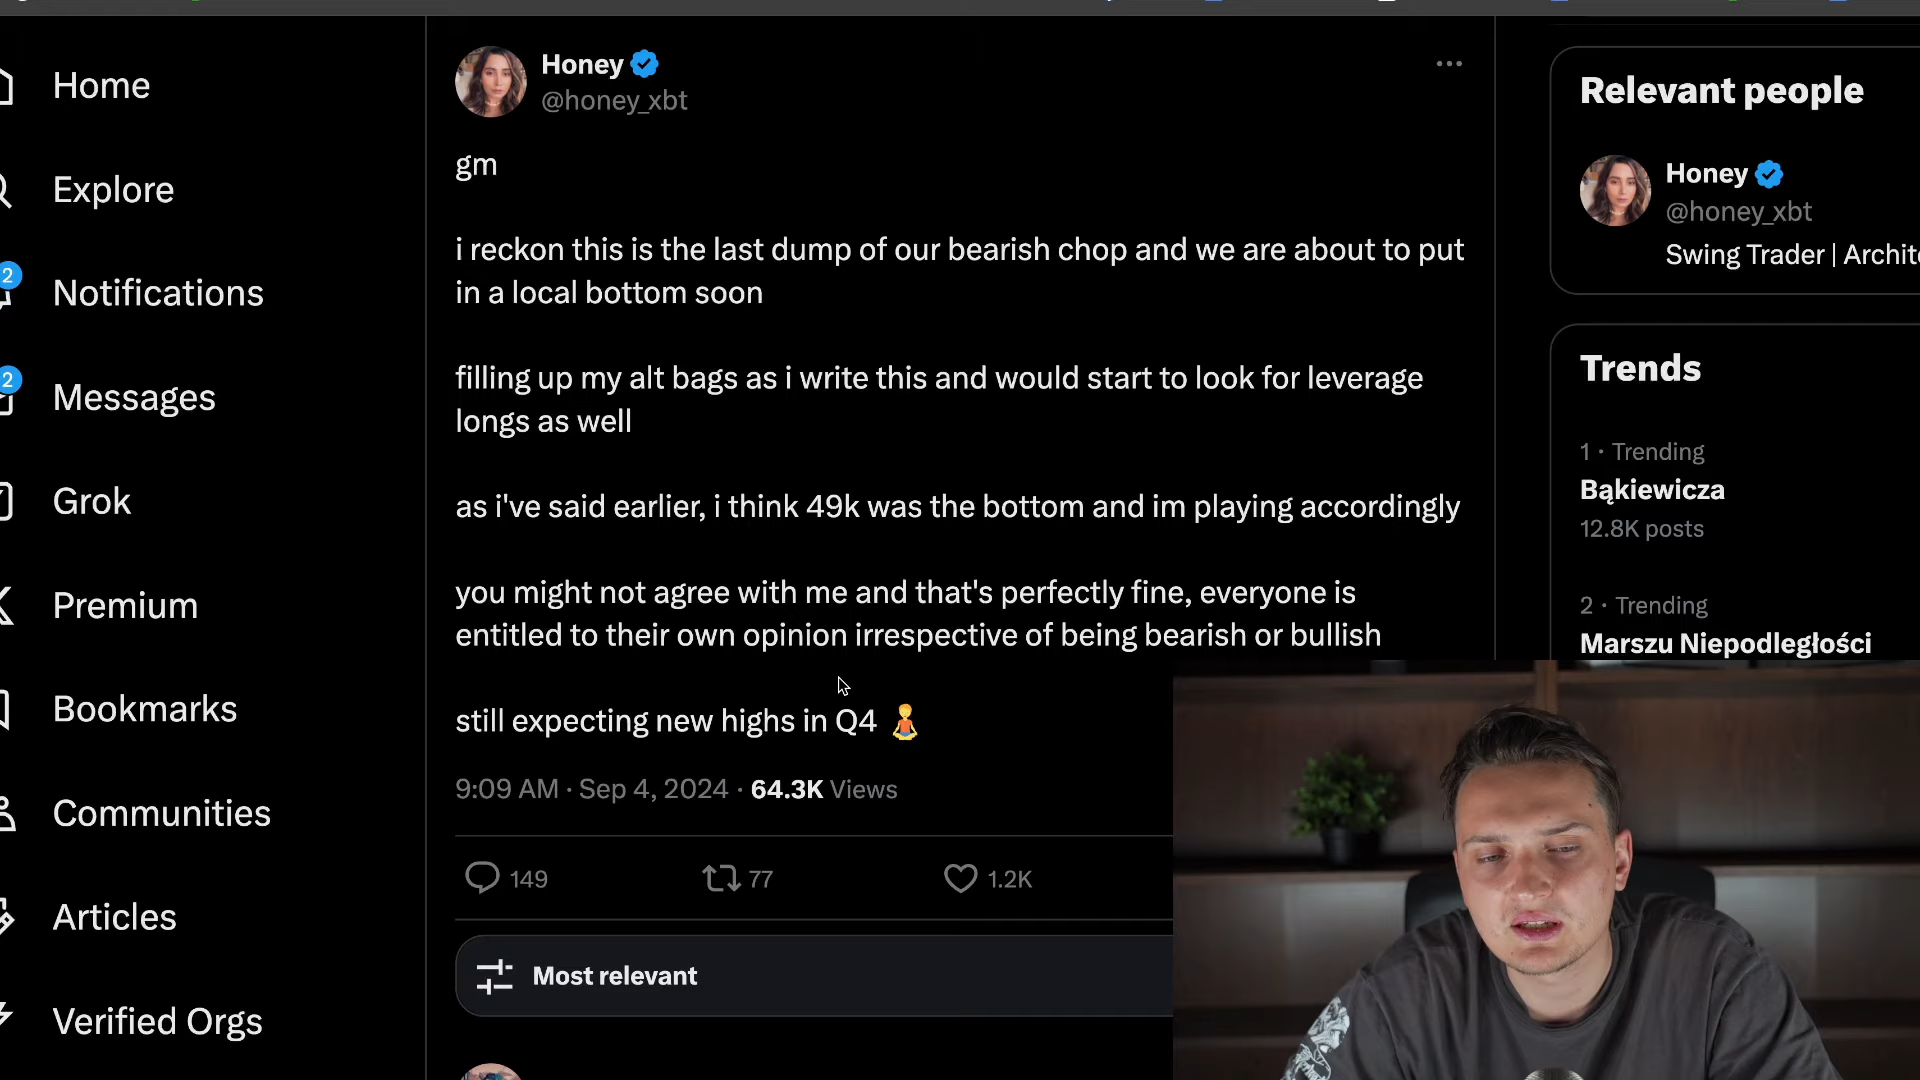 Home
Explore
2
Notifications
2
Messages
Grok
Premium
Bookmarks
Communities
Articles
Verified Orgs
Honey
@honey_xbt
gm
i reckon this is the last dump of our bearish chop and we are about to put
in a local bottom soon
filling up my alt bags as i write this and would start to look for leverage
longs as well
as i've said earlier, i think 49k was the bottom and im playing accordingly
you might not agree with me and that's perfectly fine, everyone is
entitled to their own opinion irrespective of being bearish or bullish
still expecting new highs in Q4 🧘
9:09 AM · Sep 4, 2024 · 64.3K Views
149 77 1.2K
Most relevant
Relevant people
Honey
@honey_xbt
Swing Trader | Archite
Trends
1 · Trending
Bąkiewicza
12.8K posts
2 · Trending
Marszu Niepodległości